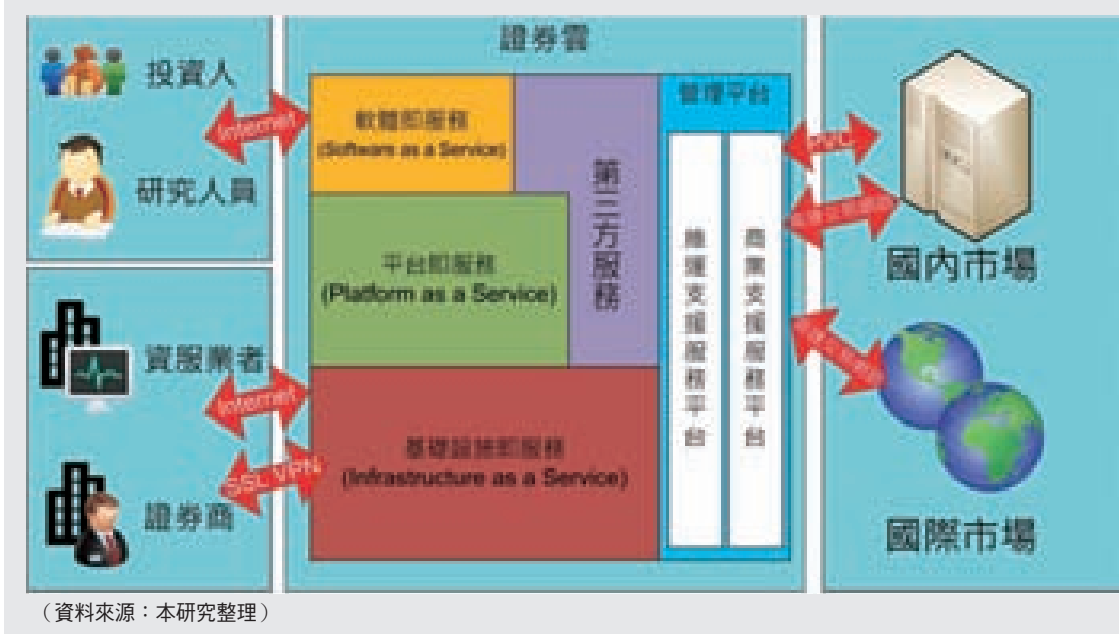 投資人
Internet
研究人員
資服業者
Internet
SSL VPN
證券商
證券雲
軟體即服務
(Software as a Service)
平台即服務
(Platform as a Service)
第三方服務
基礎設施即服務
(Infrastructure as a Service)
管理平台
維運支援服務平台
商業支援服務平台
國內市場
國際市場
(資料來源:本研究整理)